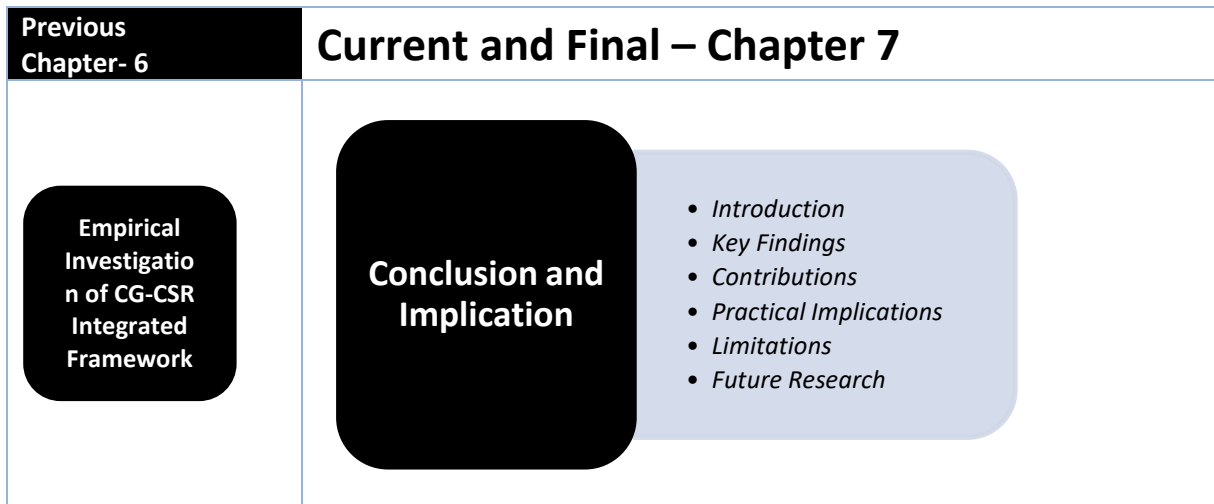 Previous
Chapter- 6
Current and Final – Chapter 7
Empirical
Investigatio
n of CG-CSR
Integrated
Framework
Conclusion and
Implication
• Introduction
• Key Findings
• Contributions
• Practical Implications
• Limitations
• Future Research